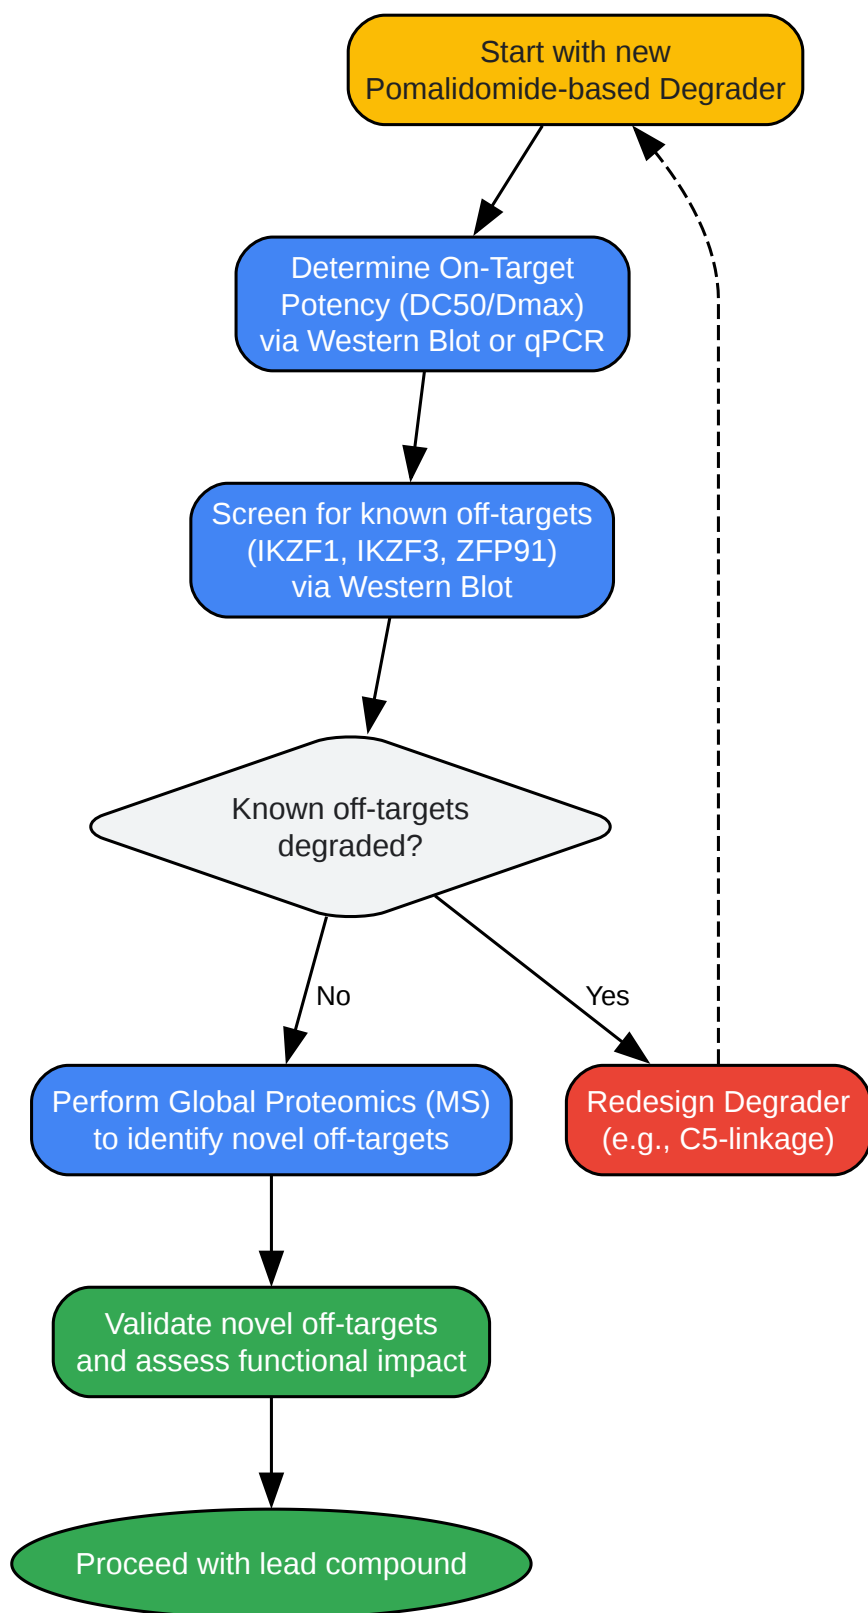 Start with new
Pomalidomide-based Degrader
Determine On-Target
Potency (DC50/Dmax)
via Western Blot or qPCR
Screen for known off-targets
(IKZF1, IKZF3, ZFP91)
via Western Blot
Known off-targets
degraded?
No
Yes
Perform Global Proteomics (MS)
to identify novel off-targets
Redesign Degrader
(e.g., C5-linkage)
Validate novel off-targets
and assess functional impact
Proceed with lead compound